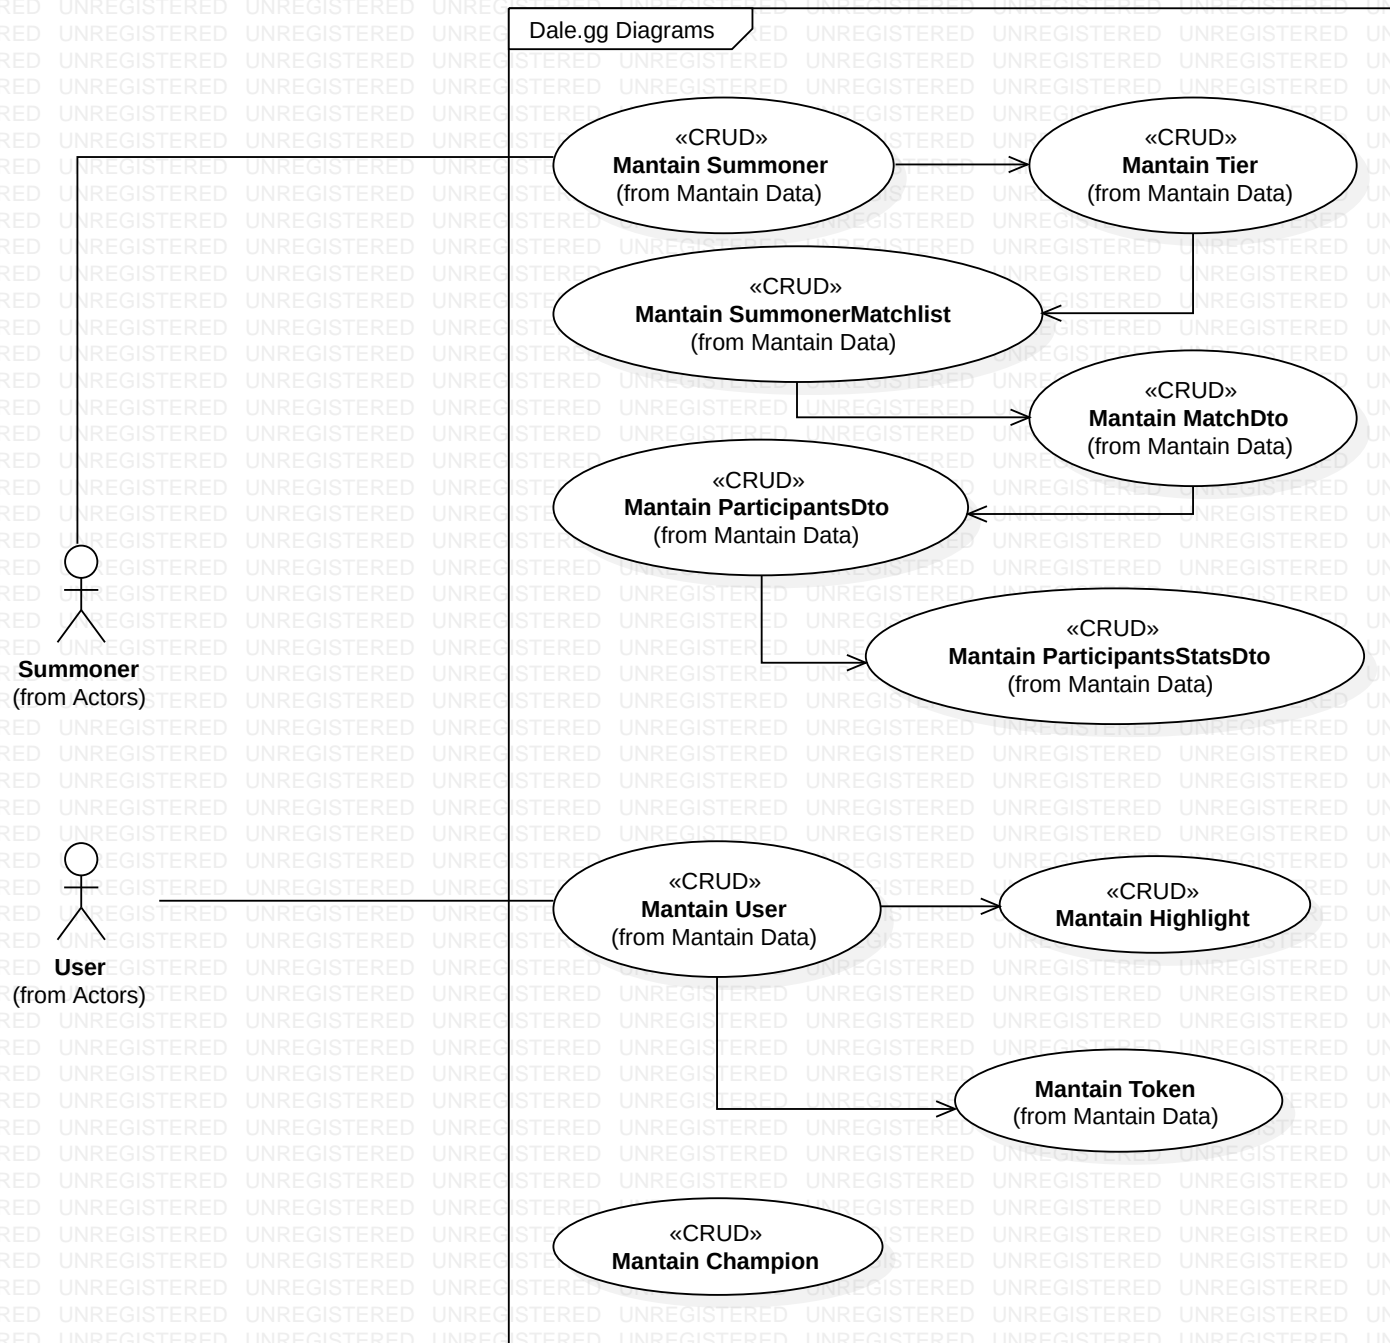 Dale.gg Diagrams
«CRUD»
Mantain Summoner
(from Mantain Data)
«CRUD»
Mantain Tier
(from Mantain Data)
«CRUD»
Mantain SummonerMatchlist
(from Mantain Data)
«CRUD»
Mantain MatchDto
(from Mantain Data)
«CRUD»
Mantain ParticipantsDto
(from Mantain Data)
«CRUD»
Mantain ParticipantsStatsDto
(from Mantain Data)
Summoner
(from Actors)
«CRUD»
Mantain User
(from Mantain Data)
«CRUD»
Mantain Highlight
User
(from Actors)
Mantain Token
(from Mantain Data)
«CRUD»
Mantain Champion
UNREGISTERED